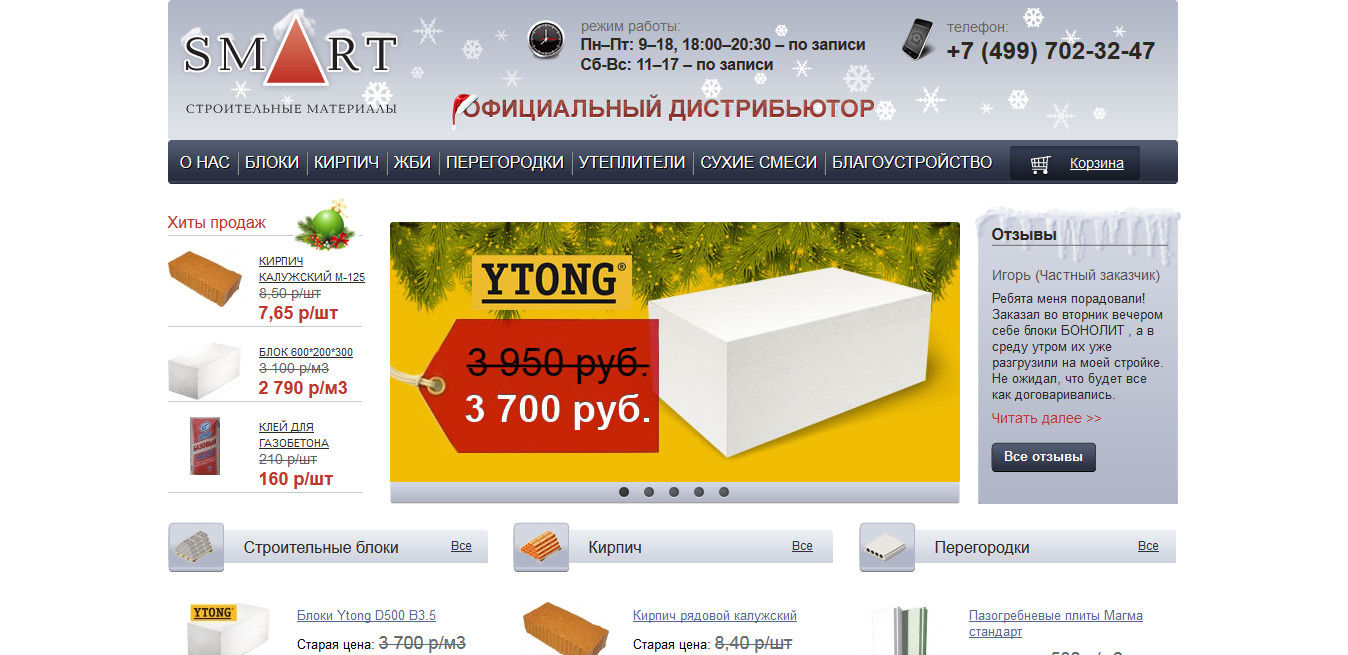 SMART
СТРОИТЕЛЬНЫЕ МАТЕРИАЛЫ
режим работы:
Пн–Пт: 9–18, 18:00–20:30 – по записи
Сб-Вс: 11–17 – по записи
телефон:
+7 (499) 702-32-47
ОФИЦИАЛЬНЫЙ ДИСТРИБЬЮТОР
О НАС БЛОКИ КИРПИЧ ЖБИ ПЕРЕГОРОДКИ УТЕПЛИТЕЛИ СУХИЕ СМЕСИ БЛАГОУСТРОЙСТВО Корзина
Хиты продаж
КИРПИЧ
КАЛУЖСКИЙ М-125
8,50 р/шт
7,65 р/шт
БЛОК 600*200*300
3 100 р/м3
2 790 р/м3
БАЗОВЫЙ
КЛЕЙ ДЛЯ
ГАЗОБЕТОНА
210 р/шт
160 р/шт
YTONG®
3 950 руб.
3 700 руб.
Отзывы
Игорь (Частный заказчик)
Ребята меня порадовали!
Заказал во вторник вечером
себе блоки БОНОЛИТ , а в
среду утром их уже
разгрузили на моей стройке.
Не ожидал, что будет все
как договаривались.
Читать далее >>
Все отзывы
Строительные блоки Все
Кирпич Все
Перегородки Все
YTONG
Блоки Ytong D500 B3.5
Старая цена: 3 700 р/м3
Кирпич рядовой калужский
Старая цена: 8,40 р/шт
Пазогребневые плиты Магма
стандарт